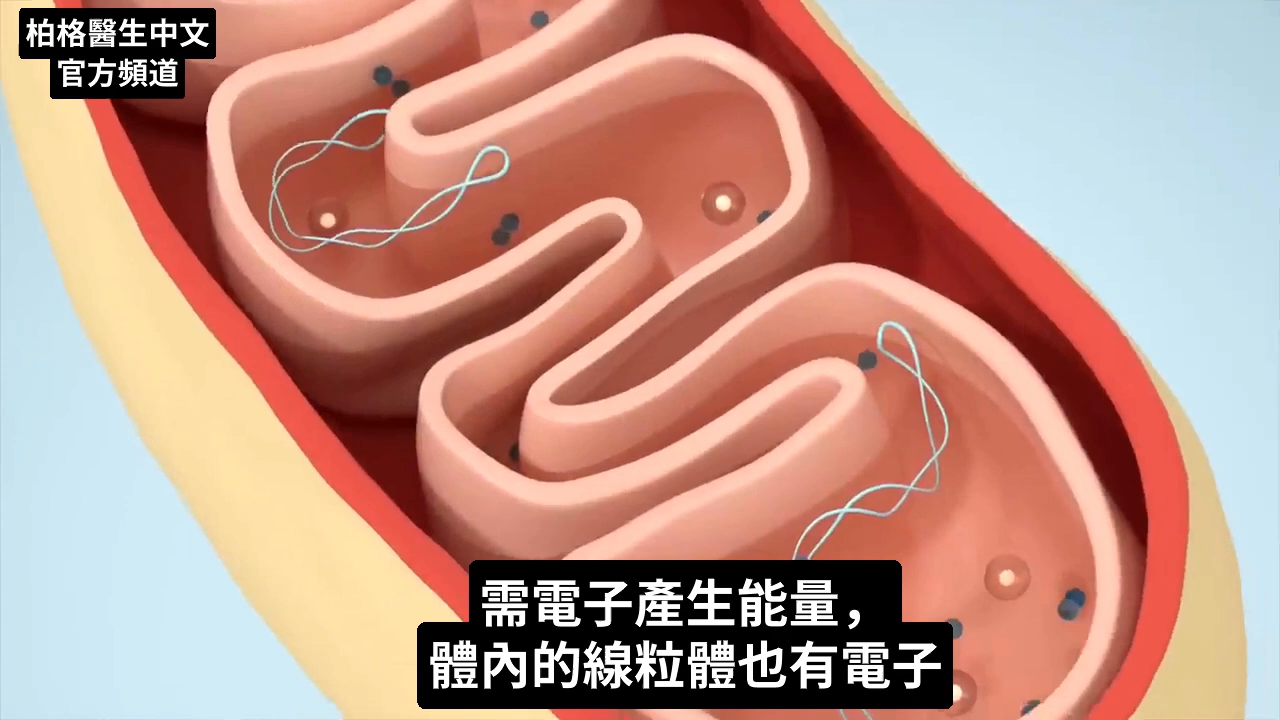 柏格醫生中文
官方頻道
需電子產生能量，
體內的線粒體也有電子